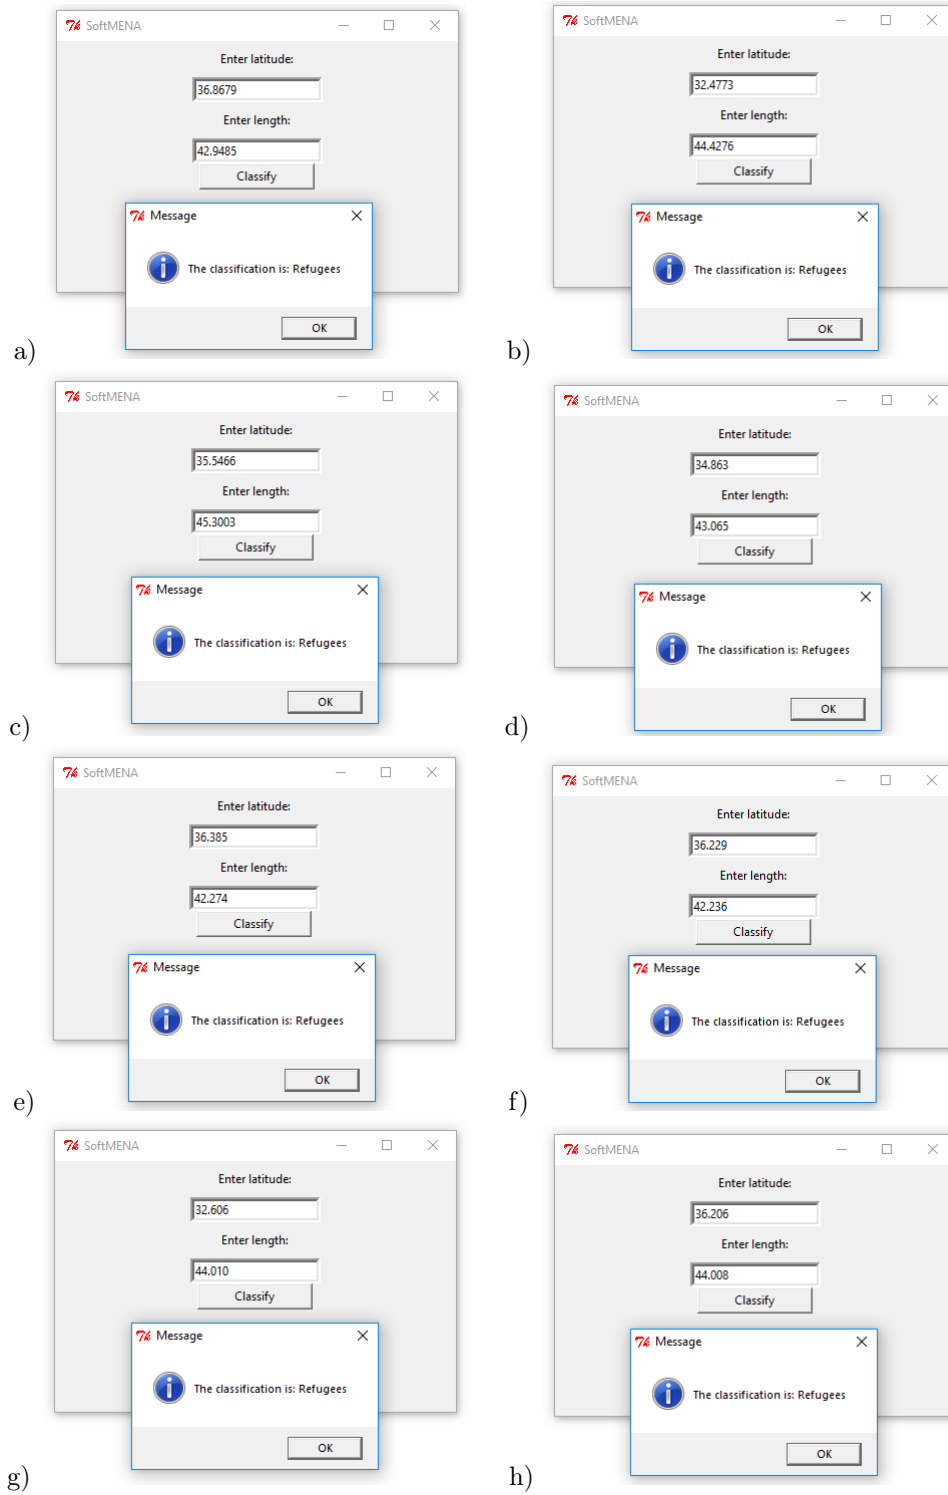 SoftMENA
Enter latitude:
36.8679
Enter length:
42.9485
Classify
Message
The classification is: Refugees
OK
a)
SoftMENA
Enter latitude:
32.4773
Enter length:
44.4276
Classify
Message
The classification is: Refugees
OK
b)
SoftMENA
Enter latitude:
35.5466
Enter length:
45.3003
Classify
Message
The classification is: Refugees
OK
c)
SoftMENA
Enter latitude:
34.863
Enter length:
43.065
Classify
Message
The classification is: Refugees
OK
d)
SoftMENA
Enter latitude:
36.385
Enter length:
42.274
Classify
Message
The classification is: Refugees
OK
e)
SoftMENA
Enter latitude:
36.229
Enter length:
42.236
Classify
Message
The classification is: Refugees
OK
f)
SoftMENA
Enter latitude:
32.606
Enter length:
44.010
Classify
Message
The classification is: Refugees
OK
g)
SoftMENA
Enter latitude:
36.206
Enter length:
44.008
Classify
Message
The classification is: Refugees
OK
h)